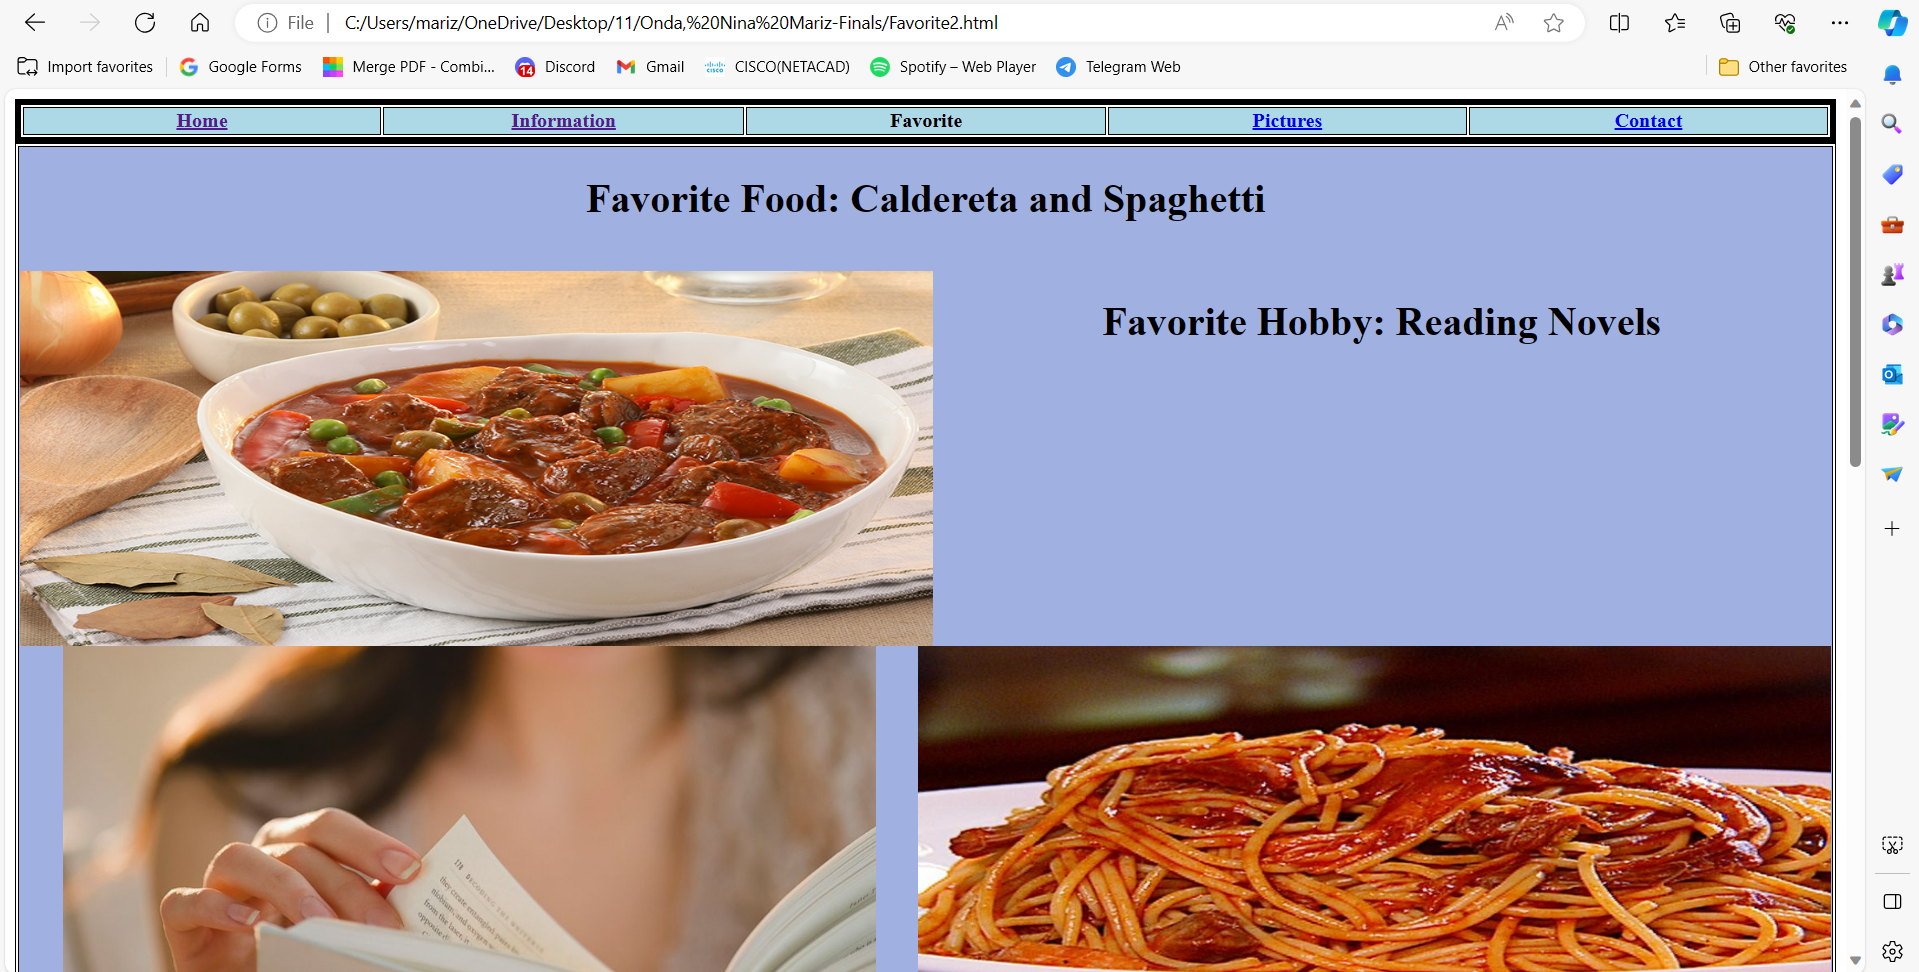 File
C:/Users/mariz/OneDrive/Desktop/11/Onda,%20Nina%20Mariz-Finals/Favorite2.html
A
Import favorites
Google Forms
Merge PDF - Combi...
14
Discord
Gmail
CISCO
CISCO(NETACAD)
Spotify – Web Player
Telegram Web
Other favorites
Home
Information
Favorite
Pictures
Contact
Favorite Food: Caldereta and Spaghetti
Favorite Hobby: Reading Novels